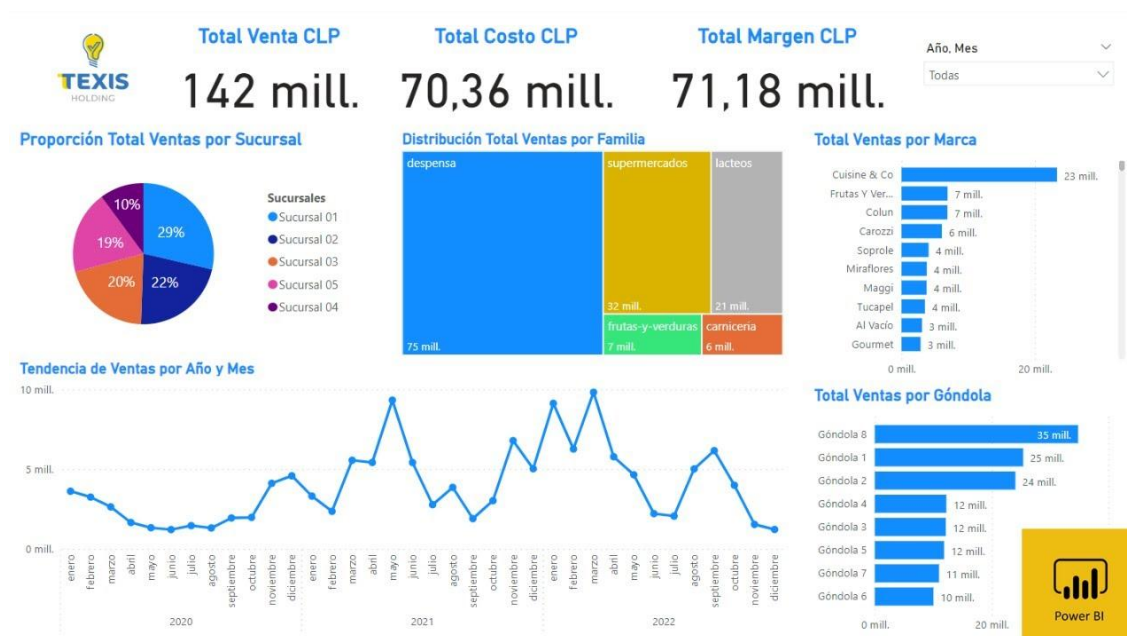 TEXIS
HOLDING
Total Venta CLP
142 mill.
Total Costo CLP
70,36 mill.
Total Margen CLP
71,18 mill.
Año, Mes
Todas
Proporción Total Ventas por Sucursal
10%
29%
19%
20%
22%
Sucursales
Sucursal 01
Sucursal 02
Sucursal 03
Sucursal 05
Sucursal 04
Distribución Total Ventas por Familia
despensa
75 mill.
supermercados
32 mill.
lacteos
21 mill.
frutas-y-verduras
7 mill.
carniceria
6 mill.
Total Ventas por Marca
Cuisine & Co 23 mill.
Frutas Y Ver... 7 mill.
Colun 7 mill.
Carozzi 6 mill.
Soprole 4 mill.
Miraflores 4 mill.
Maggi 4 mill.
Tucapel 4 mill.
Al Vacío 3 mill.
Gourmet 3 mill.
0 mill. 20 mill.
Tendencia de Ventas por Año y Mes
10 mill.
5 mill.
0 mill.
enero febrero marzo abril mayo junio julio agosto septiembre octubre noviembre diciembre enero febrero marzo abril mayo junio julio agosto septiembre octubre noviembre diciembre enero febrero marzo abril mayo junio julio agosto septiembre octubre noviembre diciembre
2020 2021 2022
Total Ventas por Góndola
Góndola 8 35 mill.
Góndola 1 25 mill.
Góndola 2 24 mill.
Góndola 4 12 mill.
Góndola 3 12 mill.
Góndola 5 12 mill.
Góndola 7 11 mill.
Góndola 6 10 mill.
0 mill. 20 mill.
Power BI